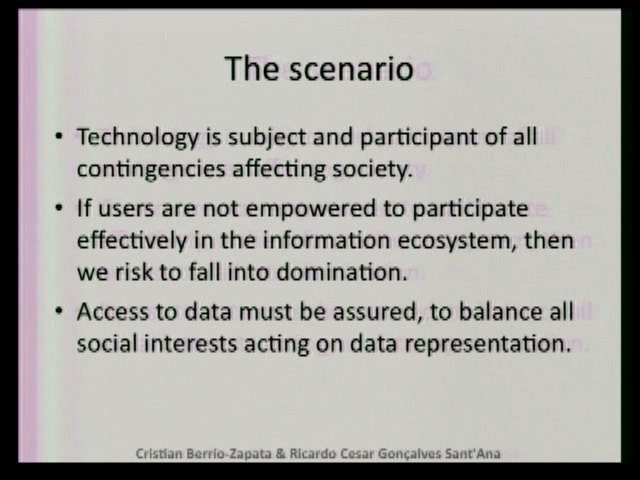 The scenario
• Technology is subject and participant of all
contingencies affecting society.
• If users are not empowered to participate
effectively in the information ecosystem, then
we risk to fall into domination.
• Access to data must be assured, to balance all
social interests acting on data representation.
Cristian Berrio-Zapata & Ricardo Cesar Gonçalves Sant'Ana